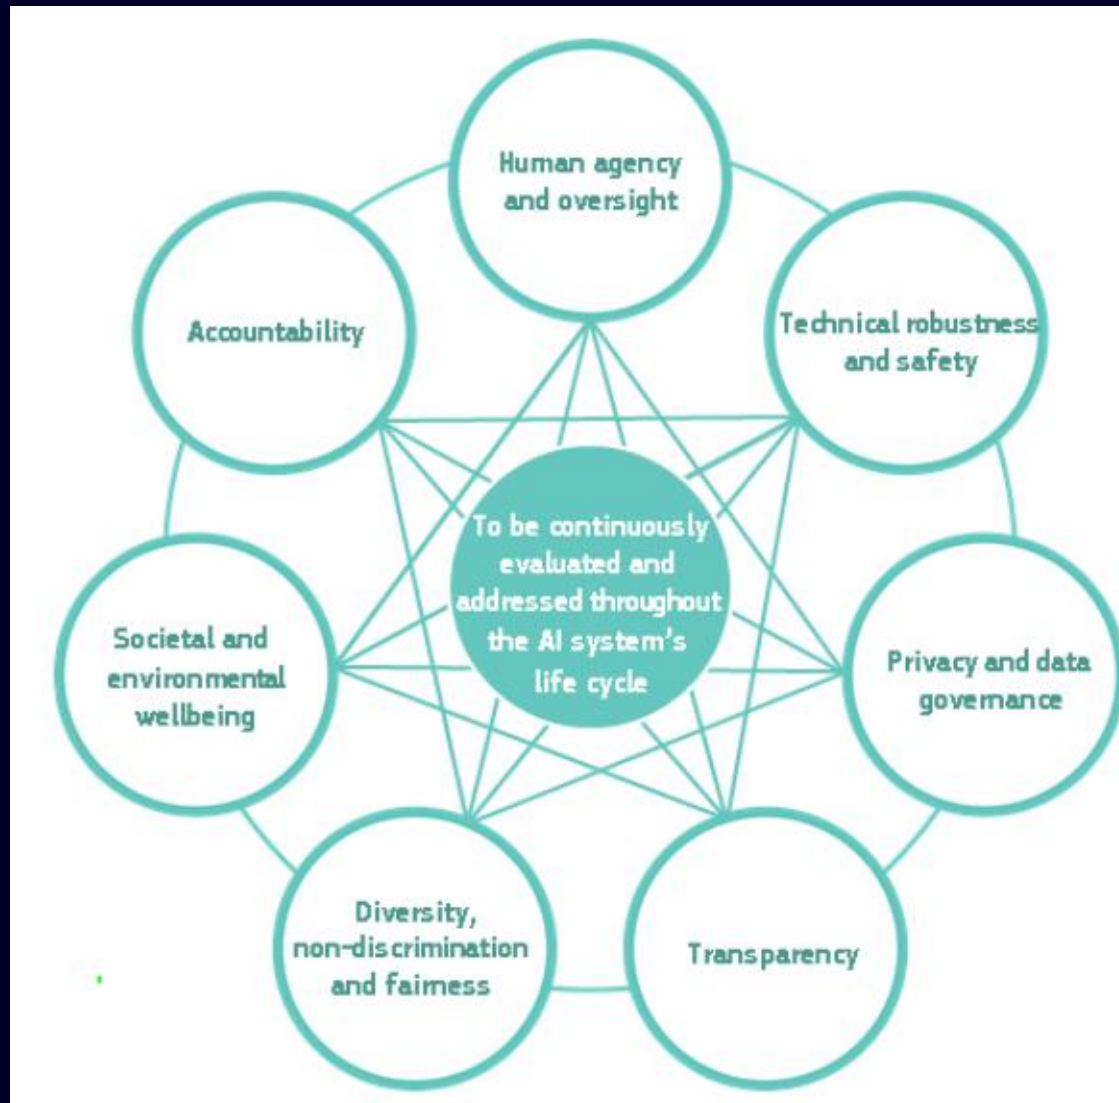 Human agency
and oversight
Technical robustness
and safety
Privacy and data
governance
Transparency
Diversity,
non-discrimination
and fairness
Societal and
environmental
wellbeing
Accountability
To be continuously
evaluated and
addressed throughout
the AI system's
life cycle